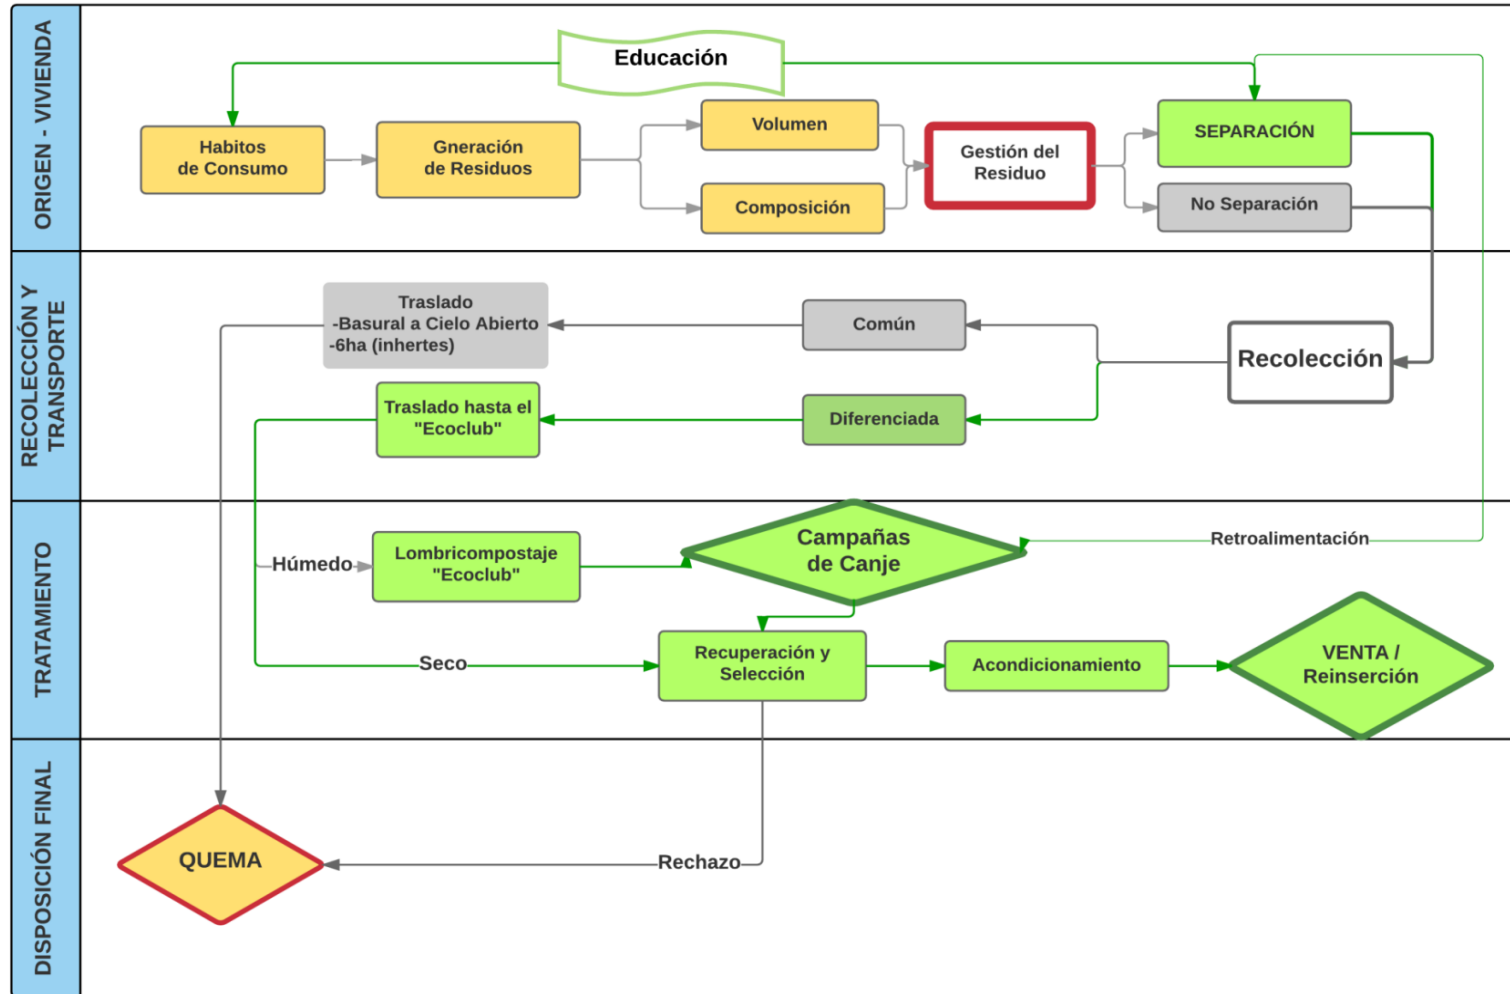 ORIGEN - VIVIENDA
Educación
Habitos
de Consumo
Gneración
de Residuos
Volumen
Composición
Gestión del
Residuo
SEPARACIÓN
No Separación
RECOLECCIÓN Y
TRANSPORTE
Traslado
-Basural a Cielo Abierto
-6ha (inhertes)
Común
Recolección
Traslado hasta el
"Ecoclub"
Diferenciada
TRATAMIENTO
Húmedo
Lombricompostaje
"Ecoclub"
Campañas
de Canje
Retroalimentación
Seco
Recuperación y
Selección
Acondicionamiento
VENTA /
Reinserción
DISPOSICIÓN FINAL
QUEMA
Rechazo